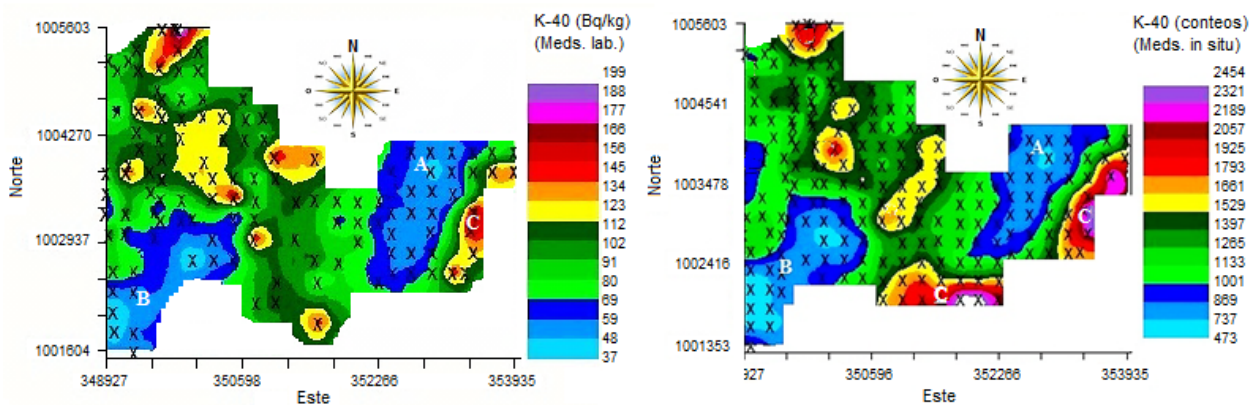 K-40 (Bq/kg)
(Meds. lab.)
199
188
177
166
156
145
134
112
102
91
80
69
59
48
37
1005603
1004270
1002937
1001604
Norte
348927
350598
352266
353935
Este
N
O
E
S
A
B
C
K-40 (conteos)
(Meds. in situ)
2454
2321
2189
2057
1925
1793
1661
1529
1397
1265
1133
1001
869
737
473
1005603
1004541
1003478
1002416
1001353
Norte
927
350596
352266
353935
Este
N
O
E
S
A
B
C
C
C